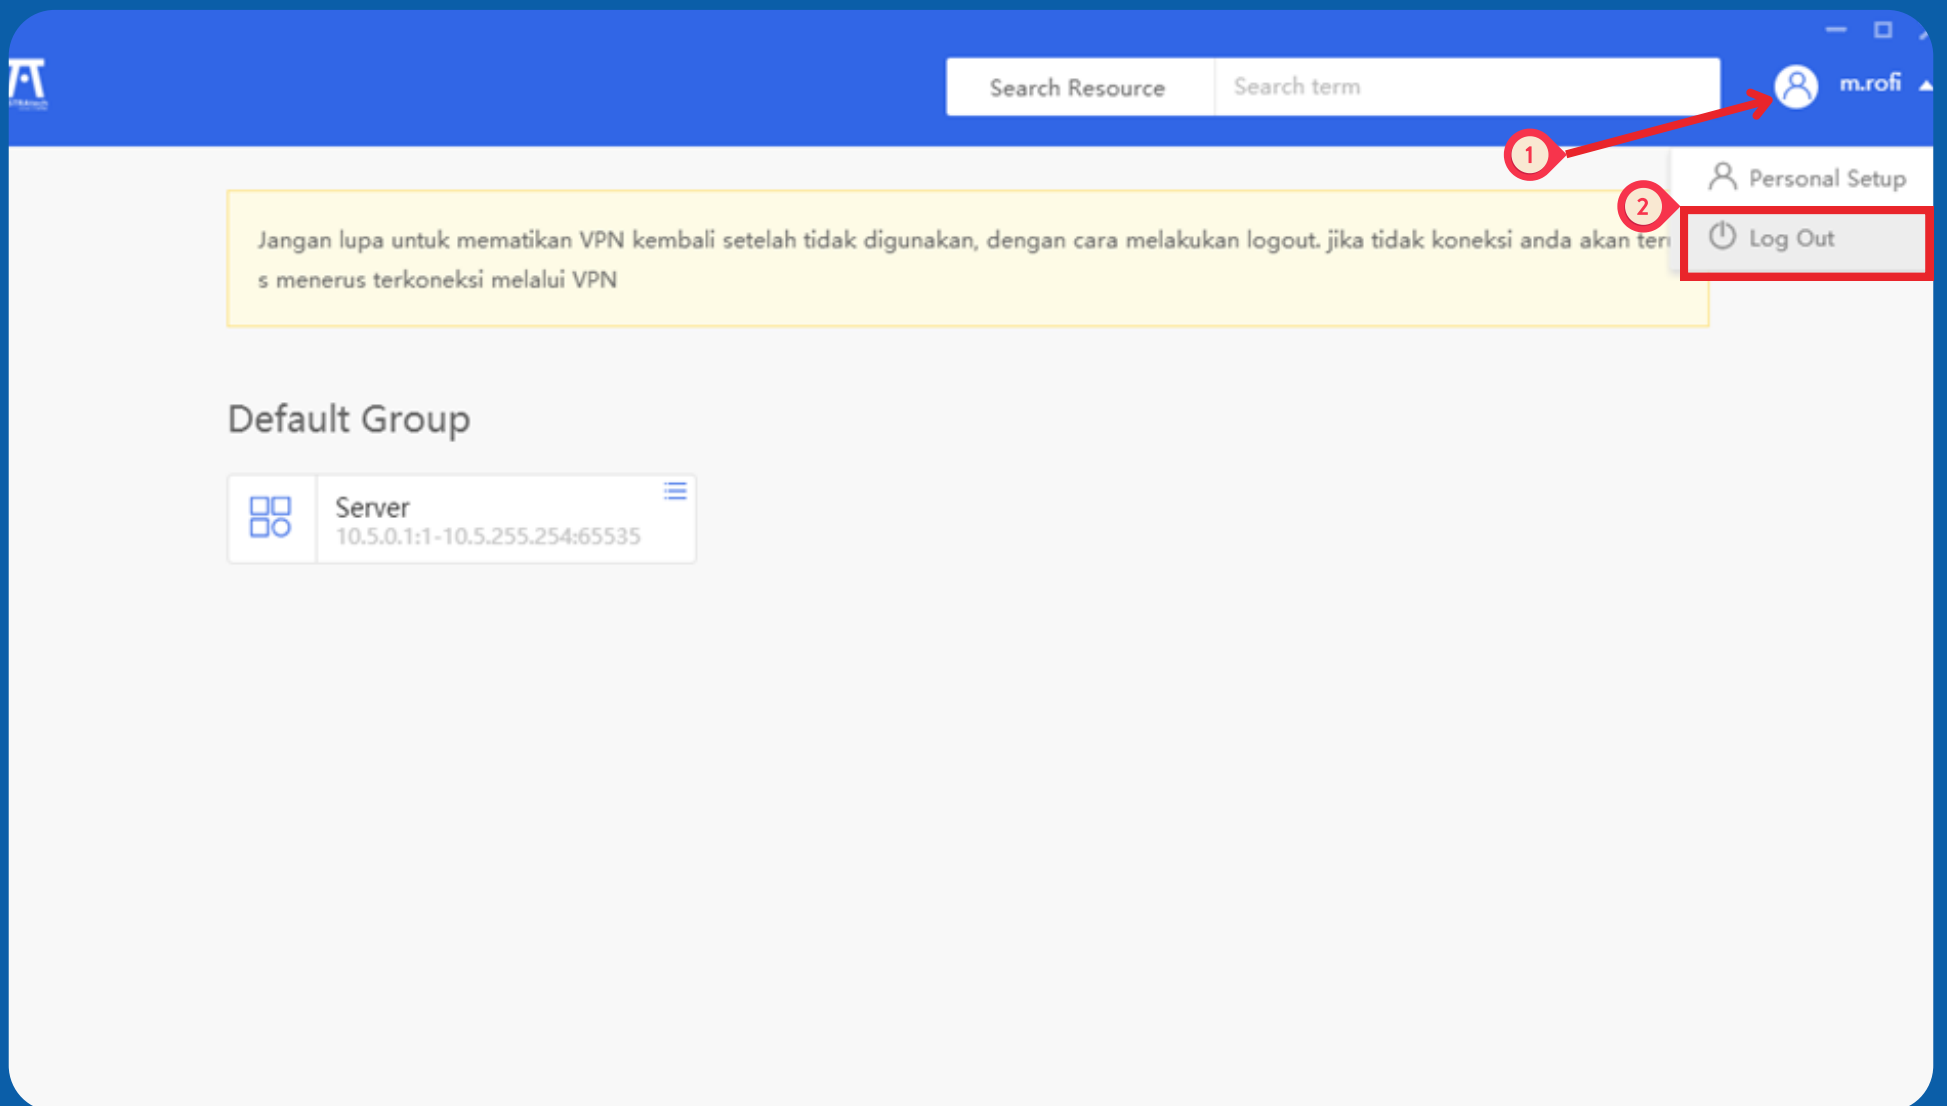 Search Resource
Search term
m.rofi
1
Personal Setup
2
Log Out
Jangan lupa untuk mematikan VPN kembali setelah tidak digunakan, dengan cara melakukan logout. jika tidak koneksi anda akan teru
s menerus terkoneksi melalui VPN
Default Group
Server
10.5.0.1:1-10.5.255.254:65535